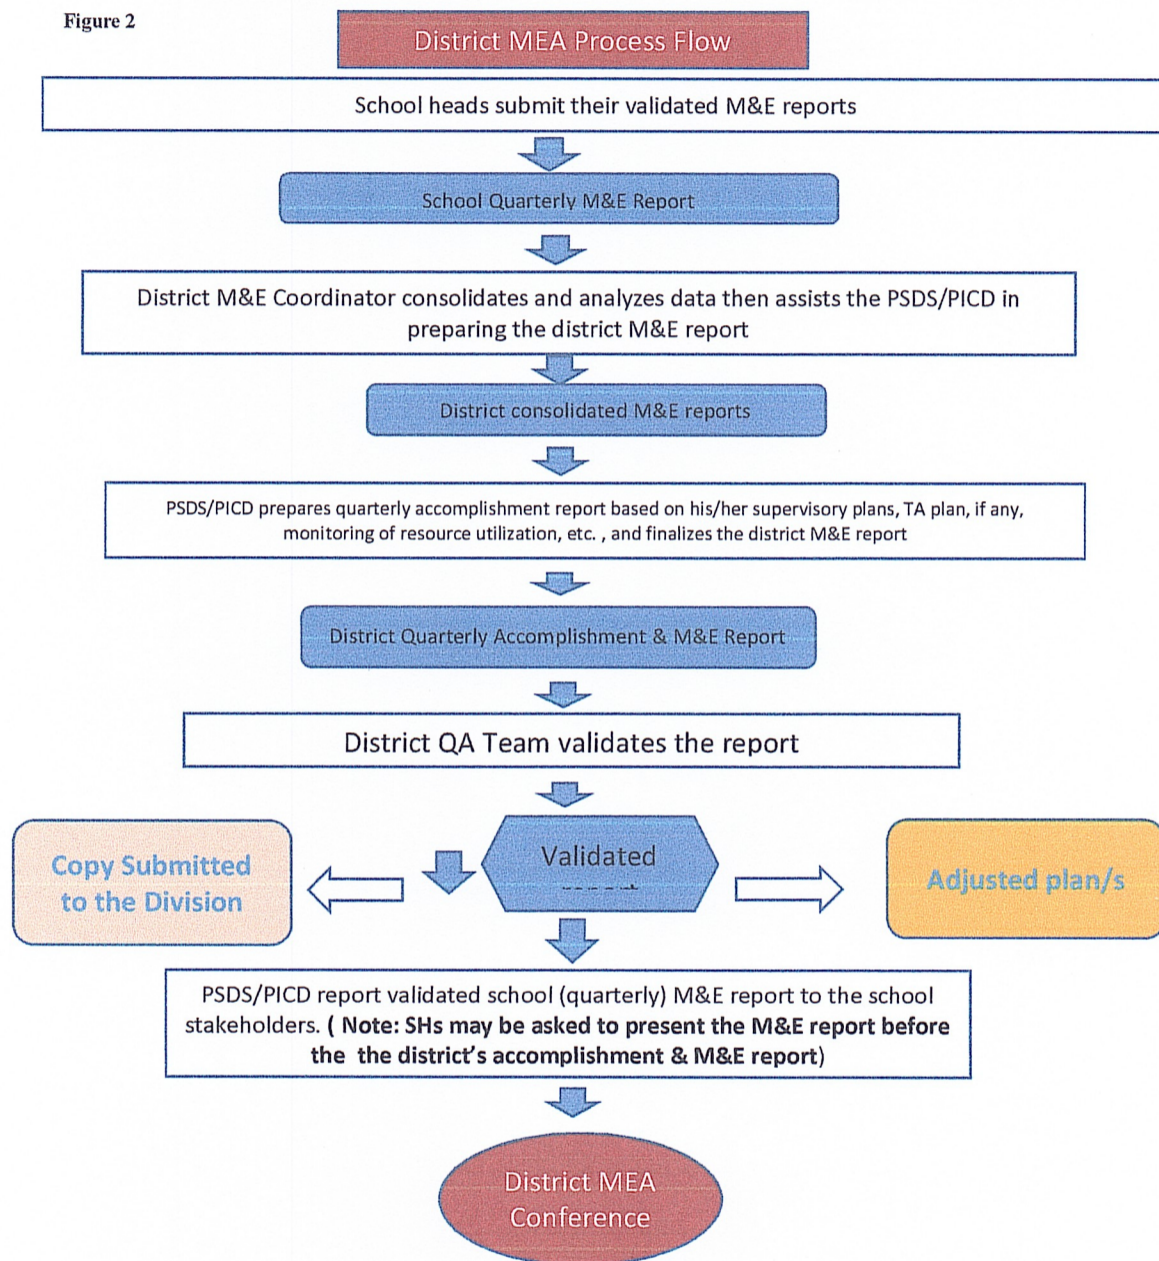 Figure 2
District MEA Process Flow
School heads submit their validated M&E reports
School Quarterly M&E Report
District M&E Coordinator consolidates and analyzes data then assists the PSDS/PICD in
preparing the district M&E report
District consolidated M&E reports
PSDS/PICD prepares quarterly accomplishment report based on his/her supervisory plans, TA plan, if any,
monitoring of resource utilization, etc. , and finalizes the district M&E report
District Quarterly Accomplishment & M&E Report
District QA Team validates the report
Validated
Copy Submitted
to the Division
Adjusted plan/s
PSDS/PICD report validated school (quarterly) M&E report to the school
stakeholders. ( Note: SHs may be asked to present the M&E report before
the the district’s accomplishment & M&E report)
District MEA
Conference